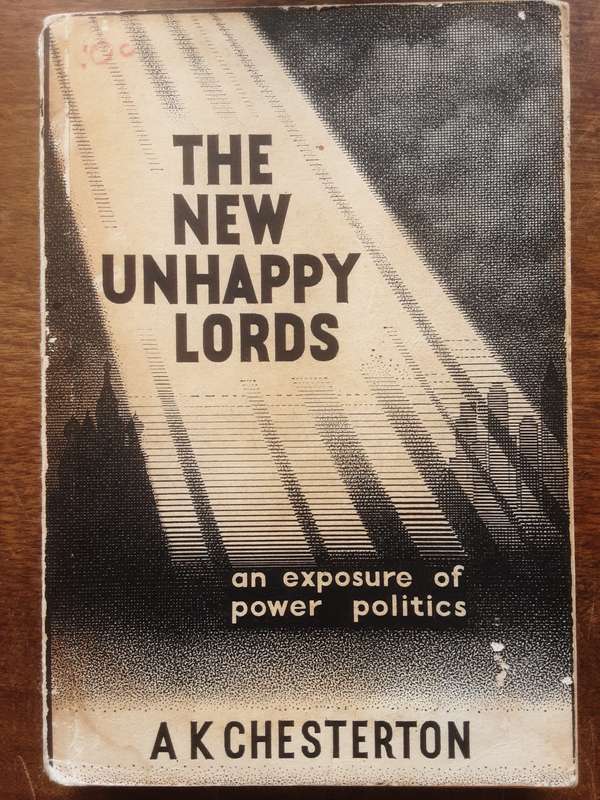 THE
NEW
UNHAPPY
LORDS
an exposure of
power politics
A K CHESTERTON